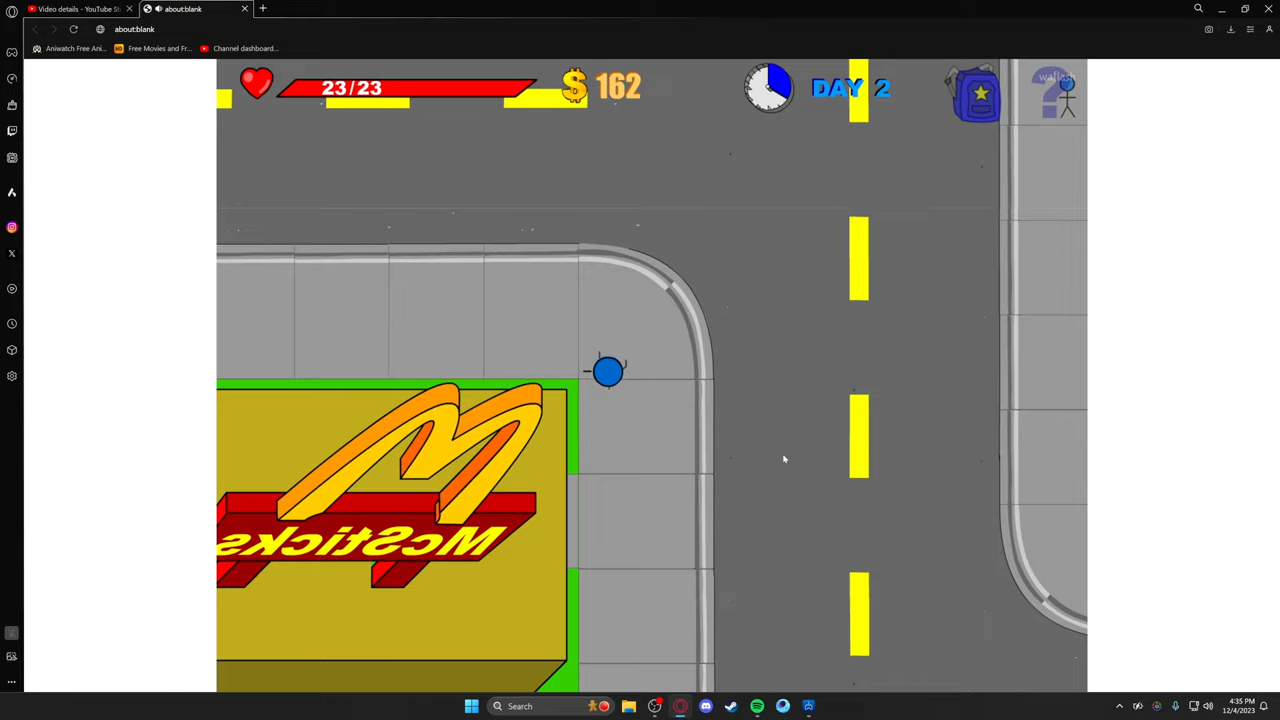 Video details - YouTube St
about:blank
about:blank
Aniwatch Free Ani...
Free Movies and Fr...
Channel dashboard...
23/23
$ 162
DAY 2
?
waflash
McSticks
Search
4:35 PM
12/4/2023